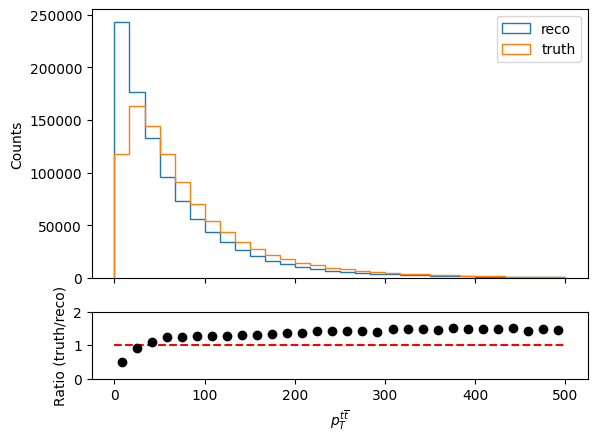 250000
200000
150000
100000
50000
0
Counts
reco
truth
2
1
0
Ratio (truth/reco)
0 100 200 300 400 500
$p_T^{t\bar{t}}$